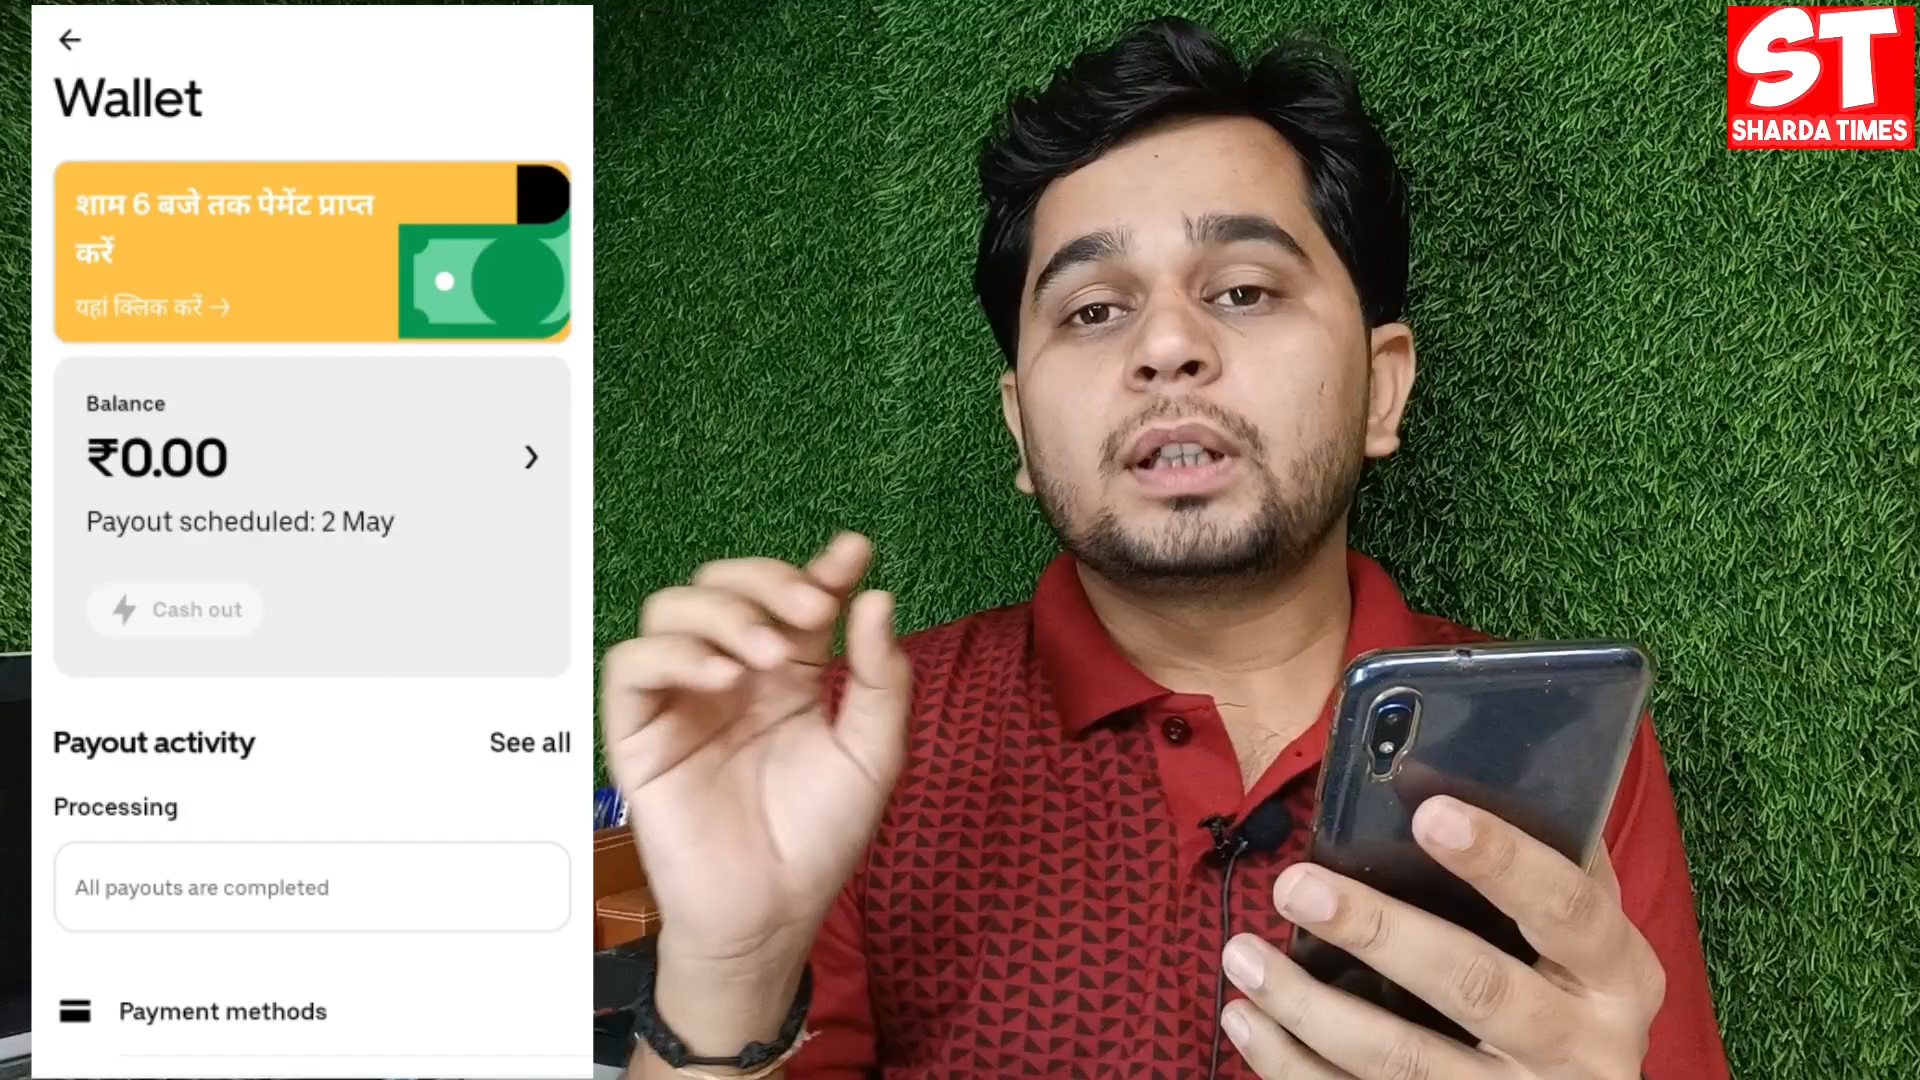 Wallet
शाम 6 बजे तक पेमेंट प्राप्त
करें
यहां क्लिक करें →
Balance
₹0.00
Payout scheduled: 2 May
Cash out
Payout activity
See all
Processing
All payouts are completed
Payment methods
ST
SHARDA TIMES